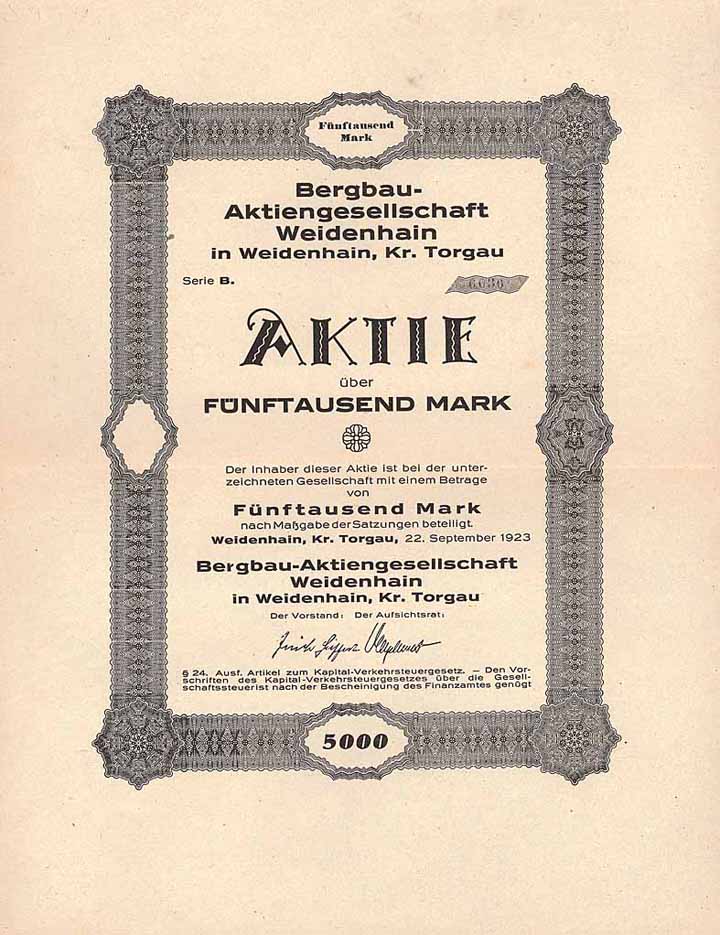 Fünftausend
Mark
Bergbau-
Aktiengesellschaft
Weidenhain
in Weidenhain, Kr. Torgau
Serie B.
AKTIE
über
FÜNFTAUSEND MARK
Der Inhaber dieser Aktie ist bei der unter-
zeichneten Gesellschaft mit einem Betrage
von
Fünftausend Mark
nach Maßgabe der Satzungen beteiligt.
Weidenhain, Kr. Torgau, 22. September 1923
Bergbau-Aktiengesellschaft
Weidenhain
in Weidenhain, Kr. Torgau
Der Vorstand: Der Aufsichtsrat:
§ 24. Ausf. Artikel zum Kapital-Verkehrsteuergesetz. – Den Vor-
schriften des Kapital-Verkehrsteuergesetzes über die Gesell-
schaftssteuer ist nach der Bescheinigung des Finanzamtes genügt
5000